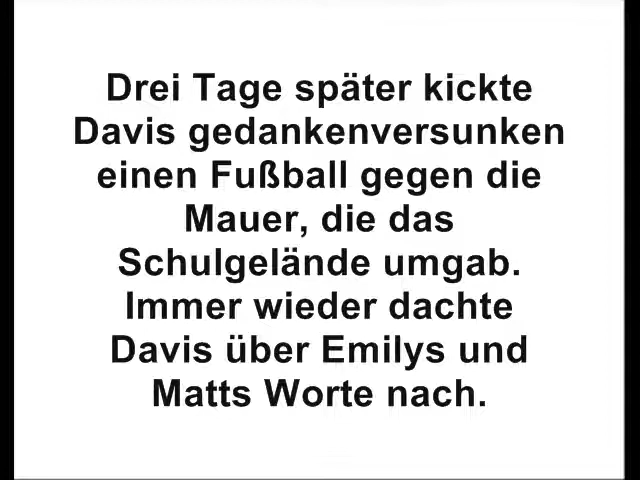 Drei Tage später kickte
Davis gedankenversunken
einen Fußball gegen die
Mauer, die das
Schulgelände umgab.
Immer wieder dachte
Davis über Emilys und
Matts Worte nach.